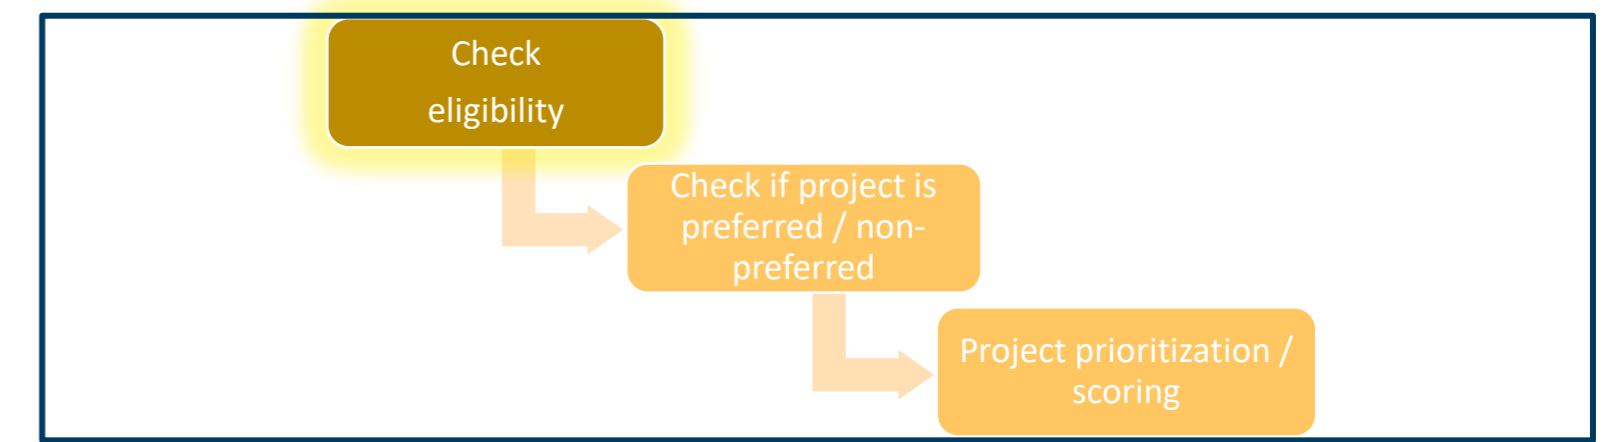 Check
eligibility
Check if project is
preferred / non-
preferred
Project prioritization /
scoring